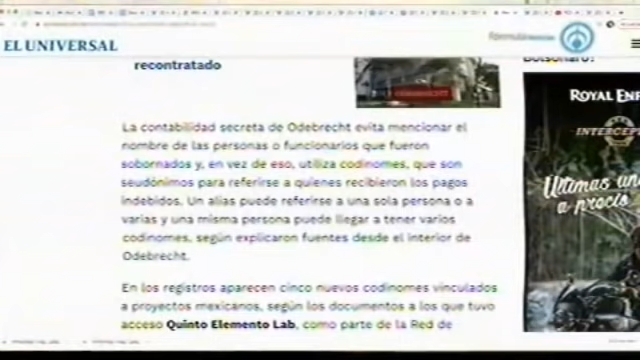 EL UNIVERSAL
recontratado
Bolsonaro?
La contabilidad secreta de Odebrecht evita mencionar el
nombre de las personas o funcionarios que fueron
sobornados y, en vez de eso, utiliza codinomes, que son
seudónimos para referirse a quienes recibieron los pagos
indebidos. Un alias puede referirse a una sola persona o a
varias y una misma persona puede llegar a tener varios
codinomes, según explicaron fuentes desde el interior de
Odebrecht.
En los registros aparecen cinco nuevos codinomes vinculados
a proyectos mexicanos, según los documentos a los que tuvo
acceso Quinto Elemento Lab, como parte de la Red de
ROYAL ENF
INTERCEP
Últimas uni
a precio